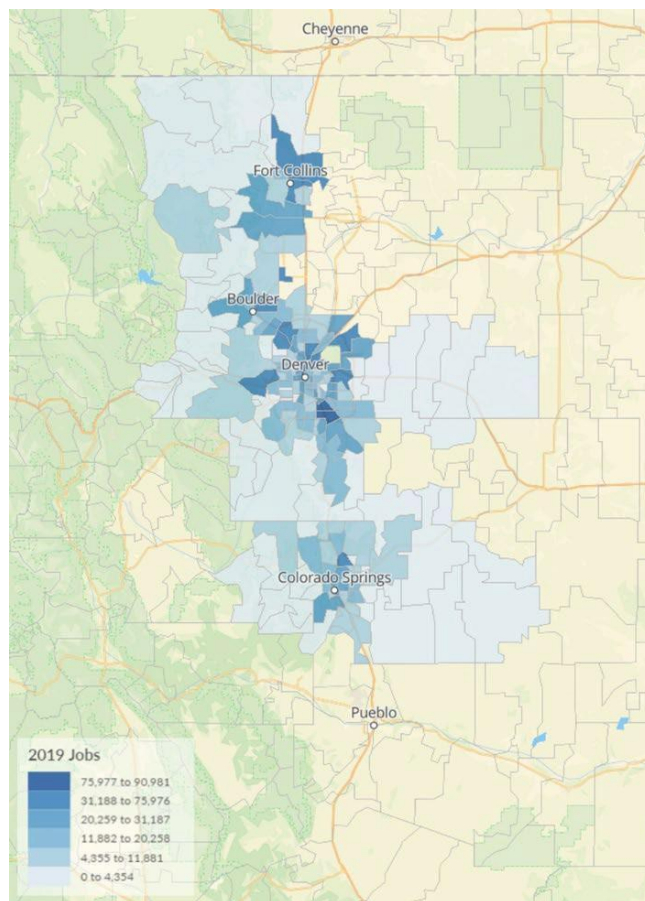 Cheyenne
Fort Collins
Boulder
Denver
Colorado Springs
Pueblo
2019 Jobs
75,977 to 90,981
31,188 to 75,976
20,259 to 31,187
11,882 to 20,258
4,355 to 11,881
0 to 4,354